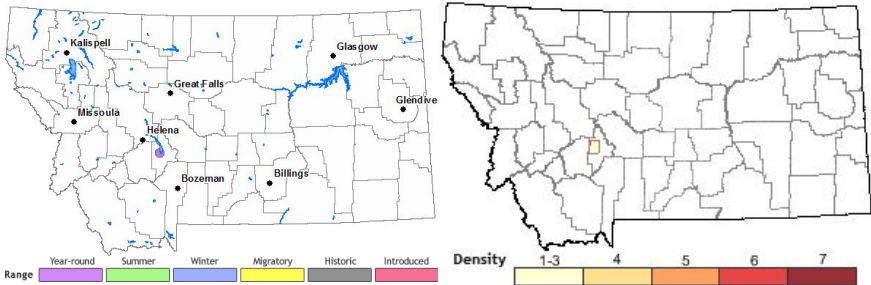 Kalispell
Glasgow
Great Falls
Glendive
Missoula
Helena
Bozeman
Billings
Range Year-round Summer Winter Migratory Historic Introduced
Density 1-3 4 5 6 7